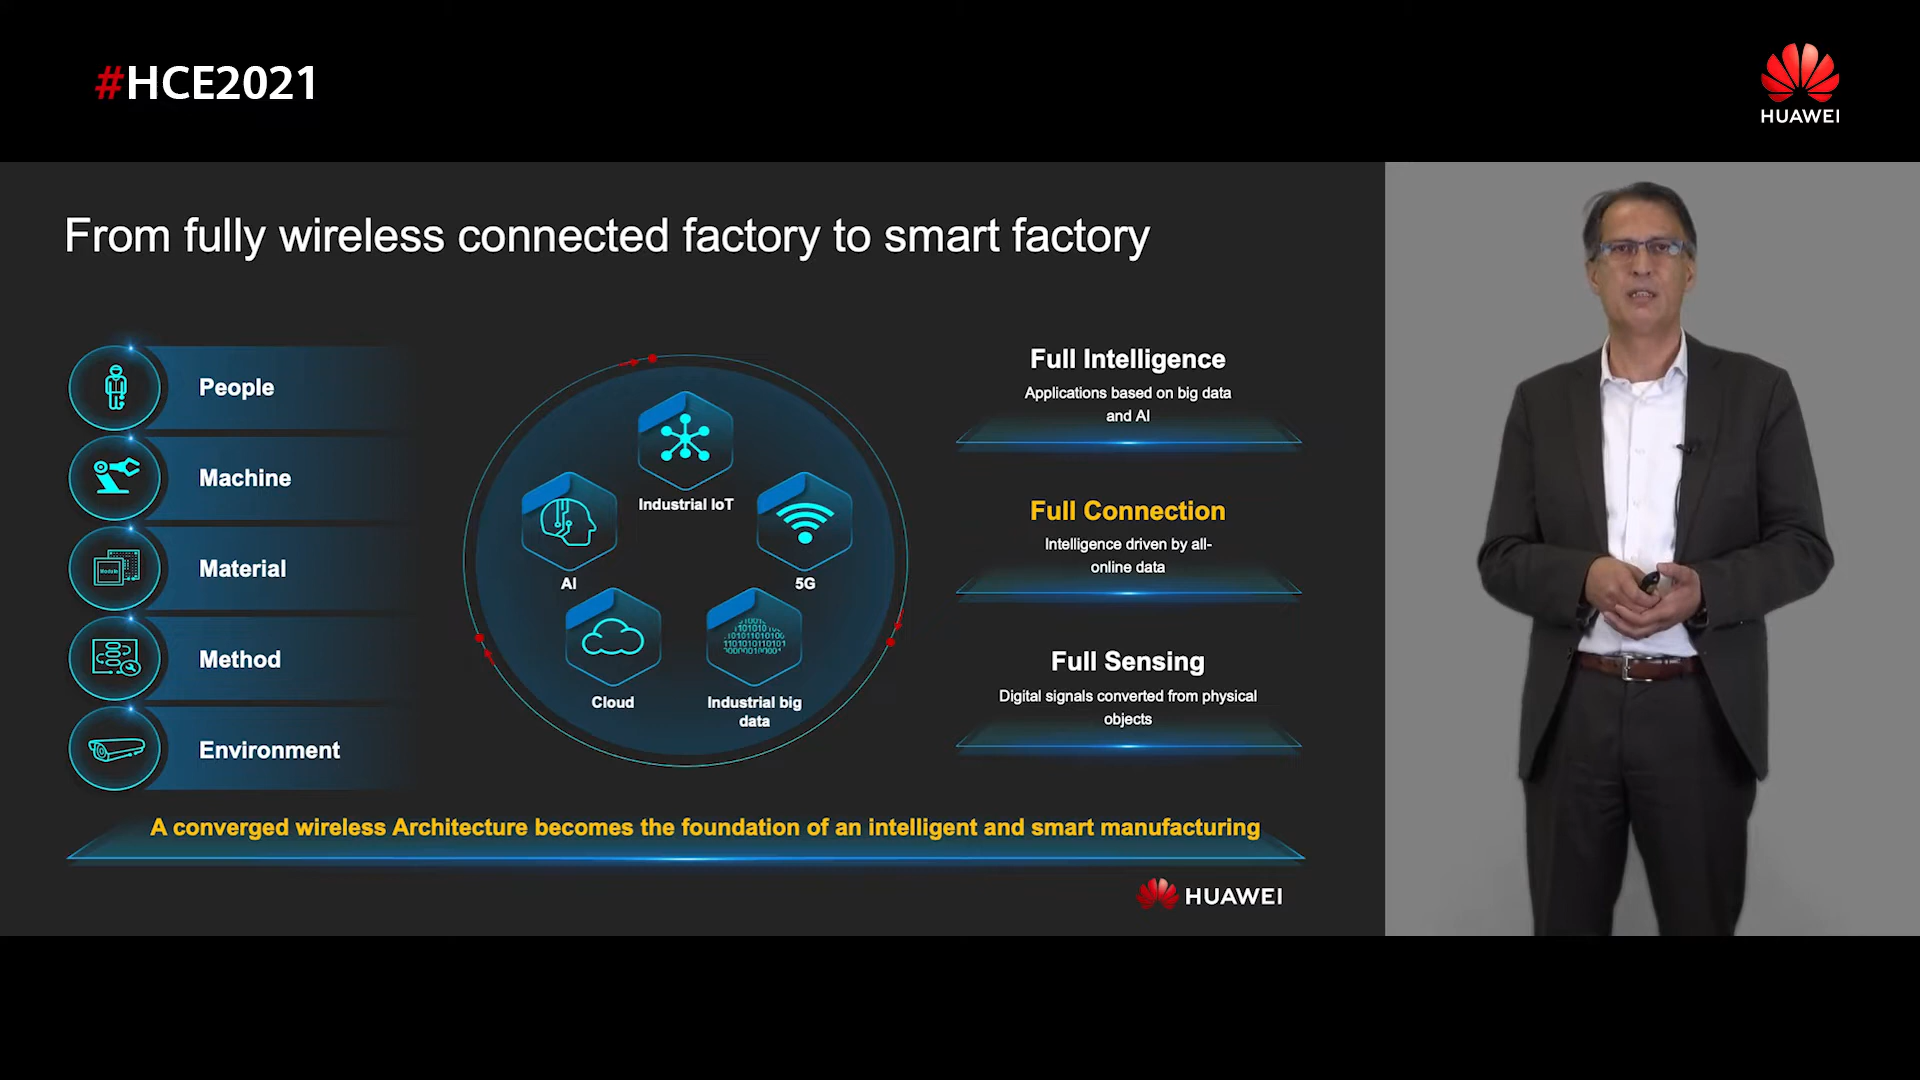 #HCE2021
HUAWEI
From fully wireless connected factory to smart factory
People
Machine
Material
Method
Environment
Industrial IoT
AI
5G
Cloud
Industrial big
data
Full Intelligence
Applications based on big data
and AI
Full Connection
Intelligence driven by all-
online data
Full Sensing
Digital signals converted from physical
objects
A converged wireless Architecture becomes the foundation of an intelligent and smart manufacturing
HUAWEI